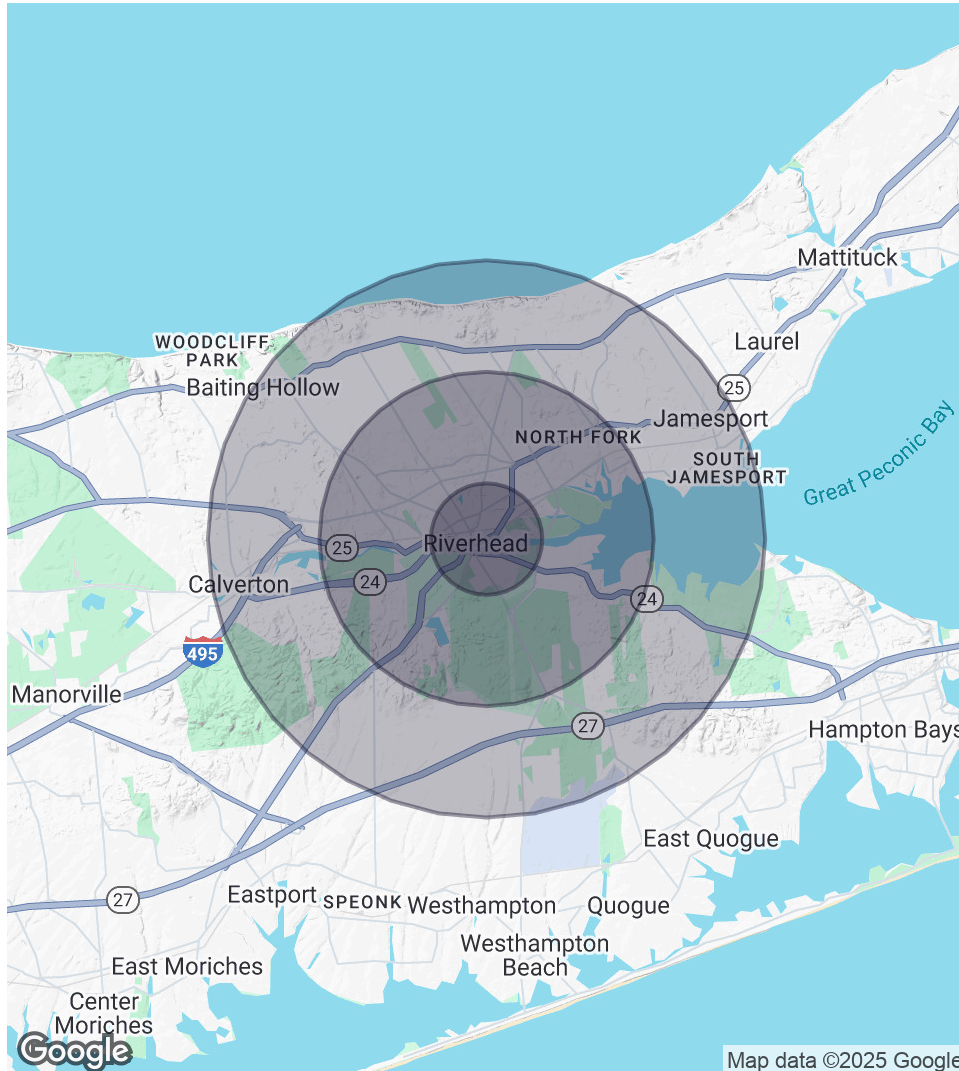 Mattituck
WOODCLIFF
PARK
Laurel
Baiting Hollow
25
Jamesport
NORTH FORK
SOUTH
JAMESPORT
Great Peconic Bay
Riverhead
25
24
Calverton
24
495
Manorville
27
Hampton Bays
East Quogue
Eastport
SPEONK
Westhampton
Quogue
27
Westhampton
Beach
East Moriches
Center
Moriches
Google
Map data ©2025 Google